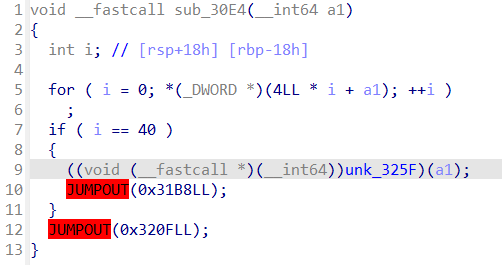 1 void __fastcall sub_30E4(__int64 a1)
2 {
3   int i; // [rsp+18h] [rbp-18h]
4
5   for ( i = 0; *(_DWORD *)(4LL * i + a1); ++i )
6     ;
7   if ( i == 40 )
8   {
9     ((void (__fastcall *)(__int64))unk_325F)(a1);
10     JUMPOUT(0x31B8LL);
11   }
12   JUMPOUT(0x320FLL);
13 }